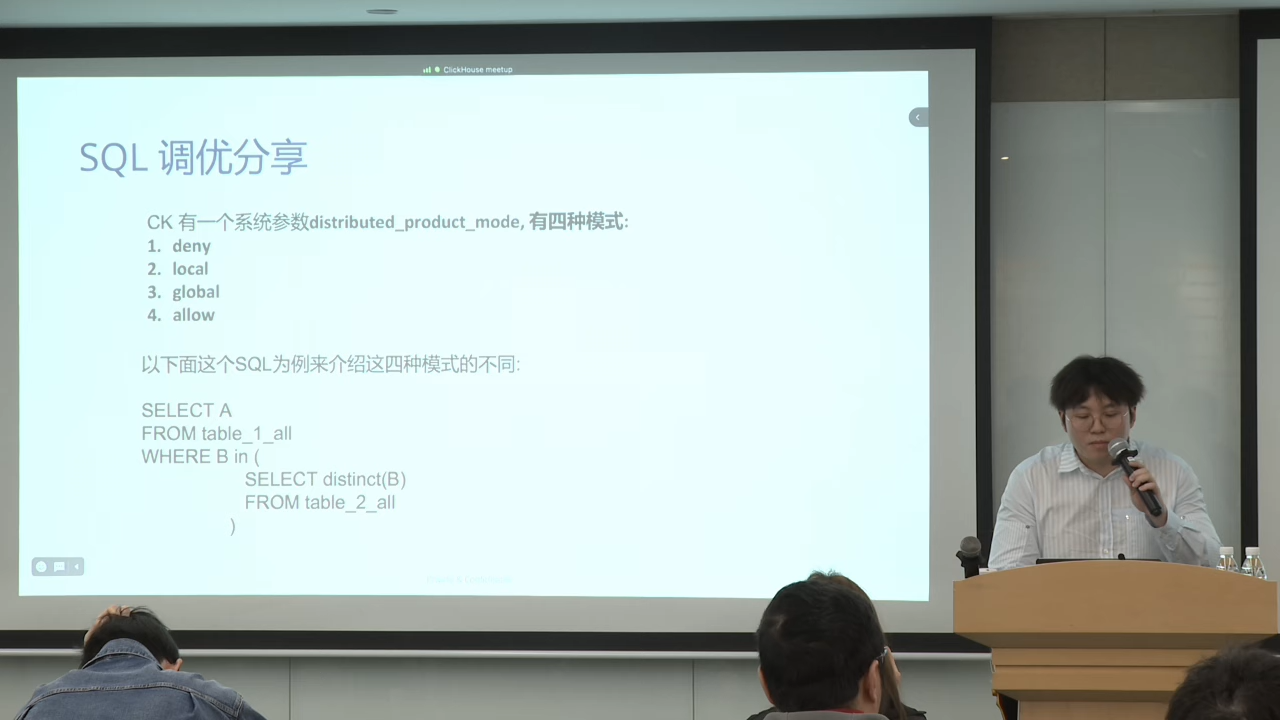 ClickHouse meetup
SQL 调优分享
CK 有一个系统参数distributed_product_mode, 有四种模式:
1. deny
2. local
3. global
4. allow
以下面这个SQL为例来介绍这四种模式的不同:
SELECT A
FROM table_1_all
WHERE B in (
SELECT distinct(B)
FROM table_2_all
)